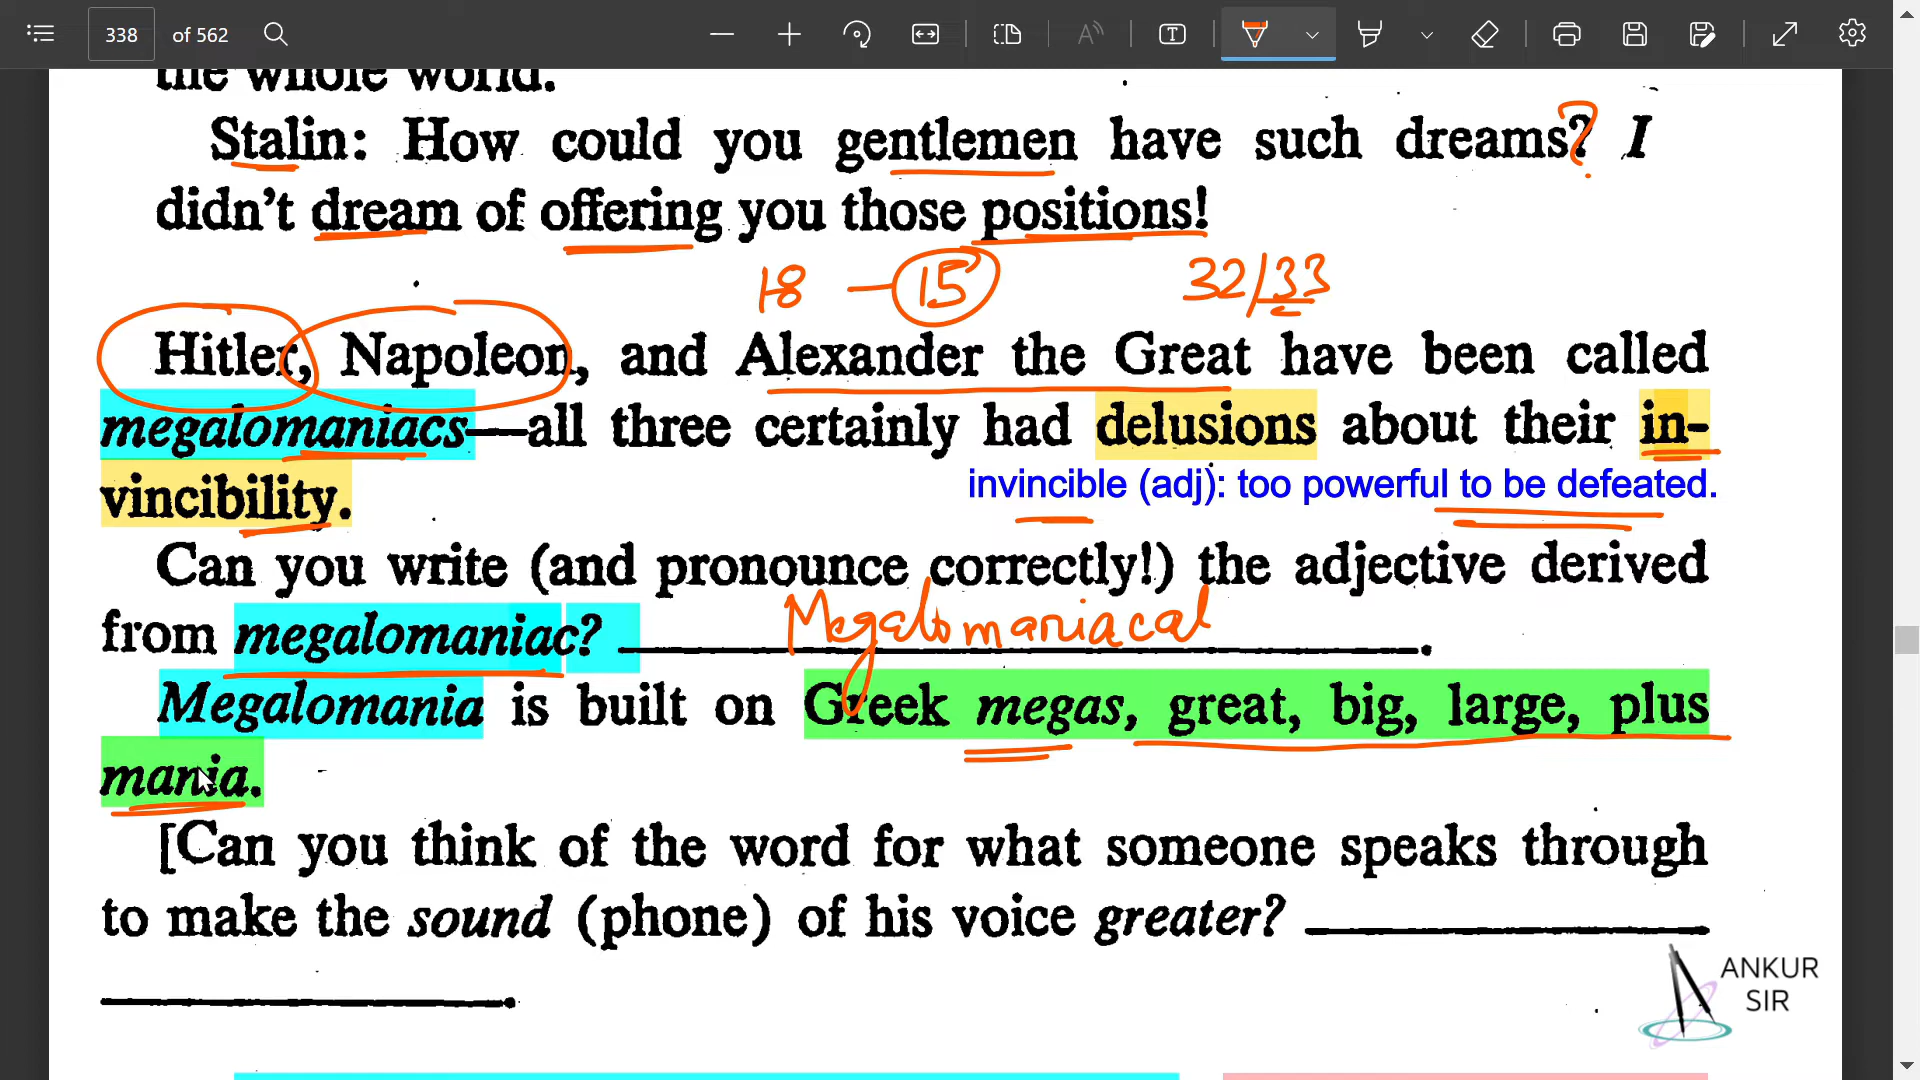 338 of 562
the whole world.
Stalin: How could you gentlemen have such dreams? I
didn't dream of offering you those positions!
18 — 15 32/33
Hitler, Napoleon, and Alexander the Great have been called
megalomaniacs—all three certainly had delusions about their in-
vincibility.
invincible (adj): too powerful to be defeated.
Can you write (and pronounce correctly!) the adjective derived
from megalomaniac? Megalomaniacal
Megalomania is built on Greek megas, great, big, large, plus
mania.
[Can you think of the word for what someone speaks through
to make the sound (phone) of his voice greater?
ANKUR
SIR